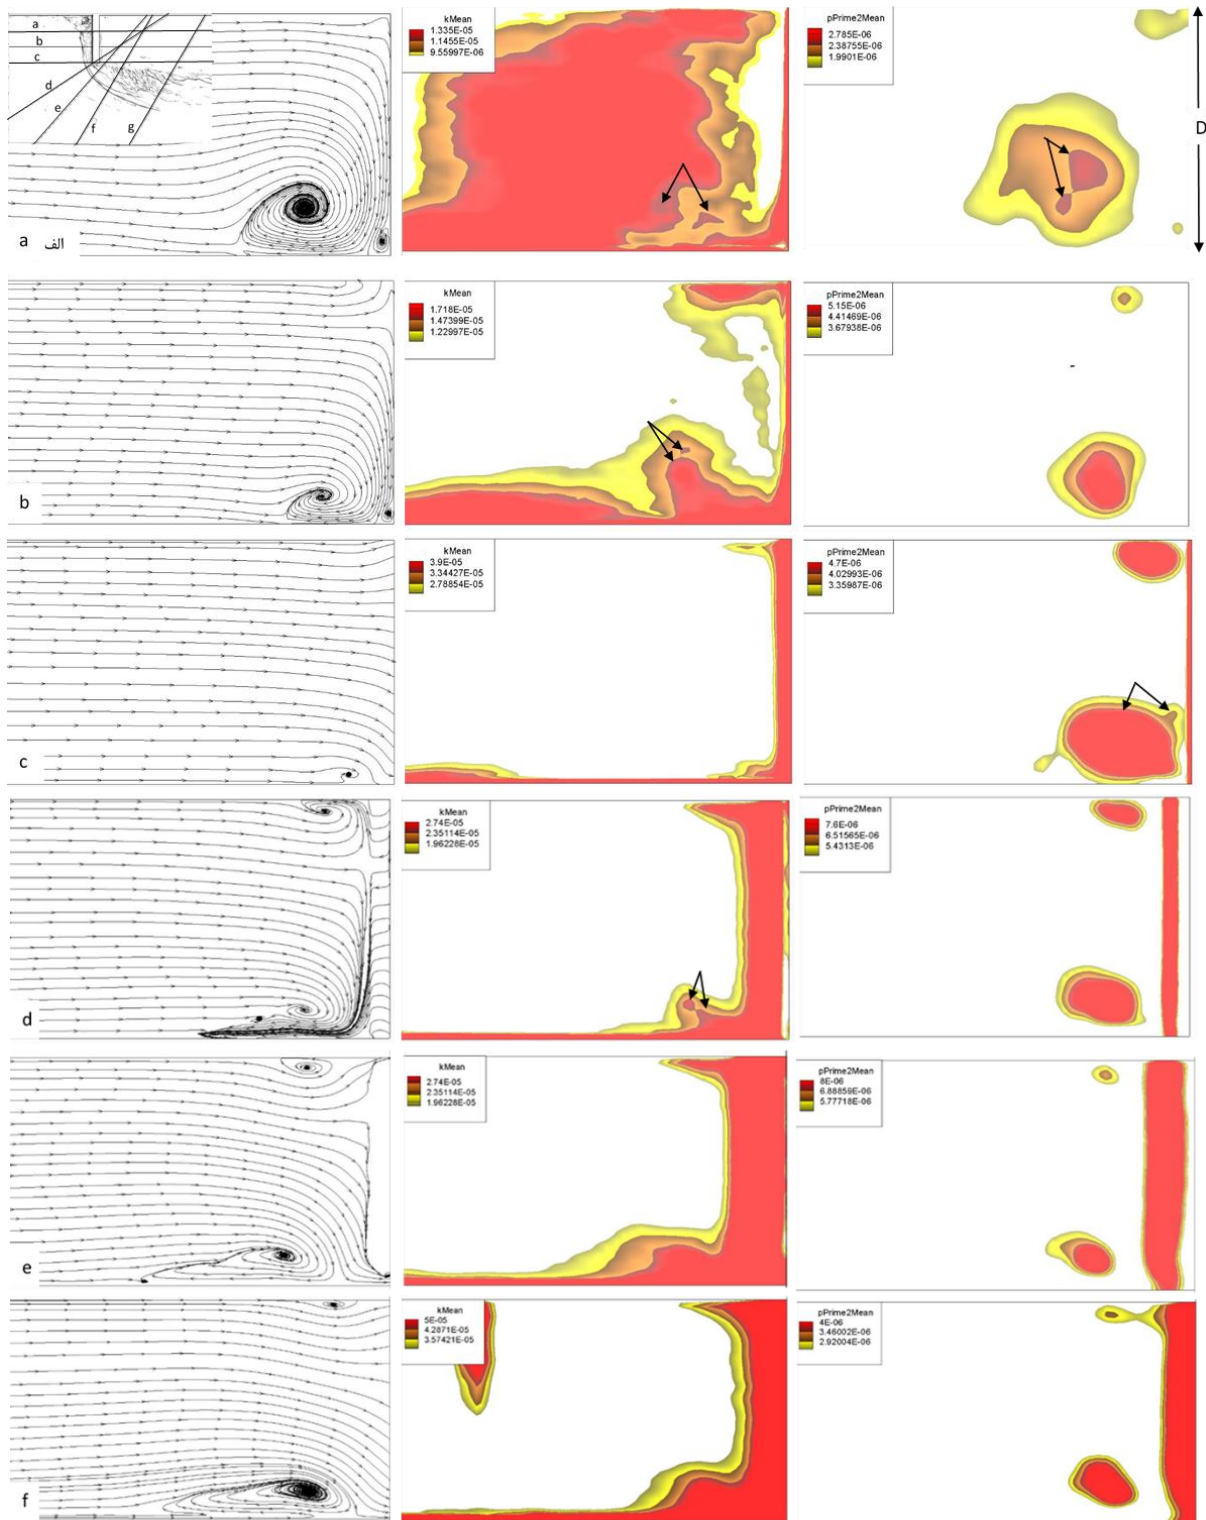 a
b
c
d
e
f
g
a الف
kMean
1.335E-05
1.1455E-05
9.55997E-06
pPrime2Mean
2.785E-06
2.38755E-06
1.9901E-06
D
b
kMean
1.718E-05
1.47399E-05
1.22997E-05
pPrime2Mean
5.15E-06
4.41469E-06
3.67938E-06
c
kMean
3.9E-05
3.34427E-05
2.78854E-05
pPrime2Mean
4.7E-06
4.02993E-06
3.35987E-06
d
kMean
2.74E-05
2.35114E-05
1.96228E-05
pPrime2Mean
7.6E-06
6.51565E-06
5.4313E-06
e
kMean
2.74E-05
2.35114E-05
1.96228E-05
pPrime2Mean
8E-06
6.88859E-06
5.77718E-06
f
kMean
5E-05
4.2871E-05
3.57421E-05
pPrime2Mean
4E-06
3.46002E-06
2.92004E-06